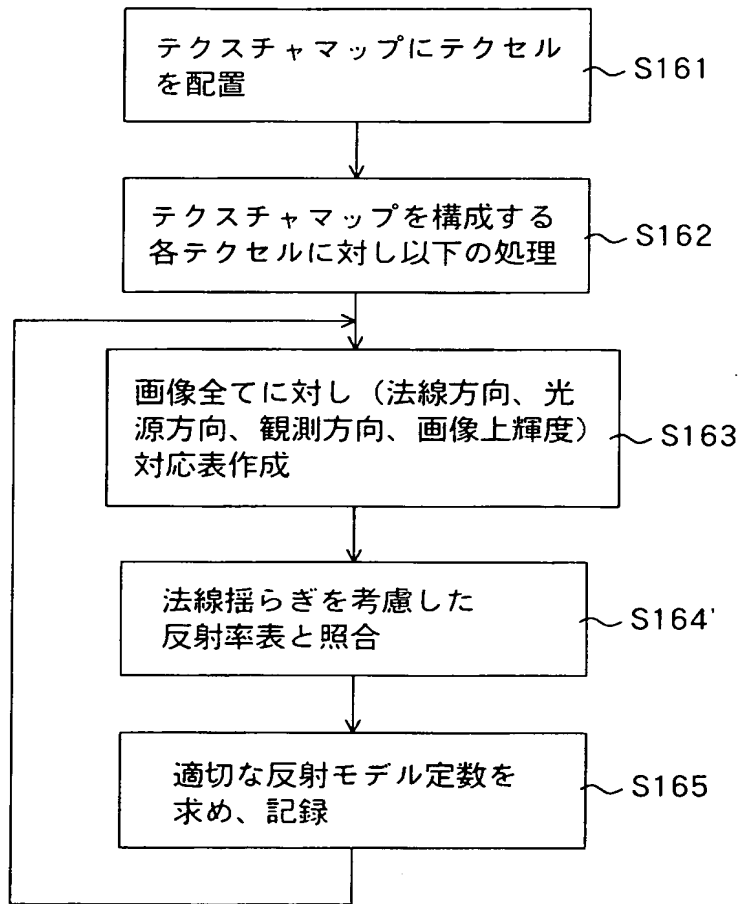 テクスチャマップにテクセル
を配置
S161
テクスチャマップを構成する
各テクセルに対し以下の処理
S162
画像全てに対し（法線方向、光
源方向、観測方向、画像上輝度）
対応表作成
S163
法線揺らぎを考慮した
反射率表と照合
S164'
適切な反射モデル定数を
求め、記録
S165